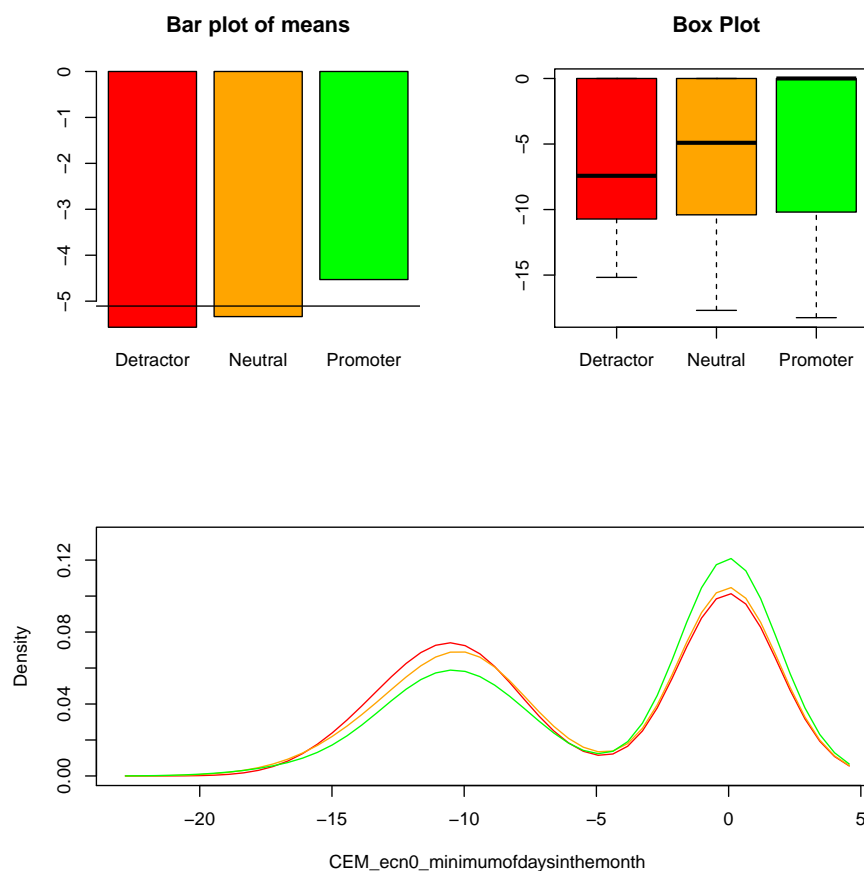 Bar plot of means
0
−1
−2
−3
−4
−5
Detractor Neutral Promoter
Box Plot
0
−5
−10
−15
Detractor Neutral Promoter
Density
0.12
0.08
0.04
0.00
−20 −15 −10 −5 0 5
CEM_ecn0_minimumofdaysinthemonth